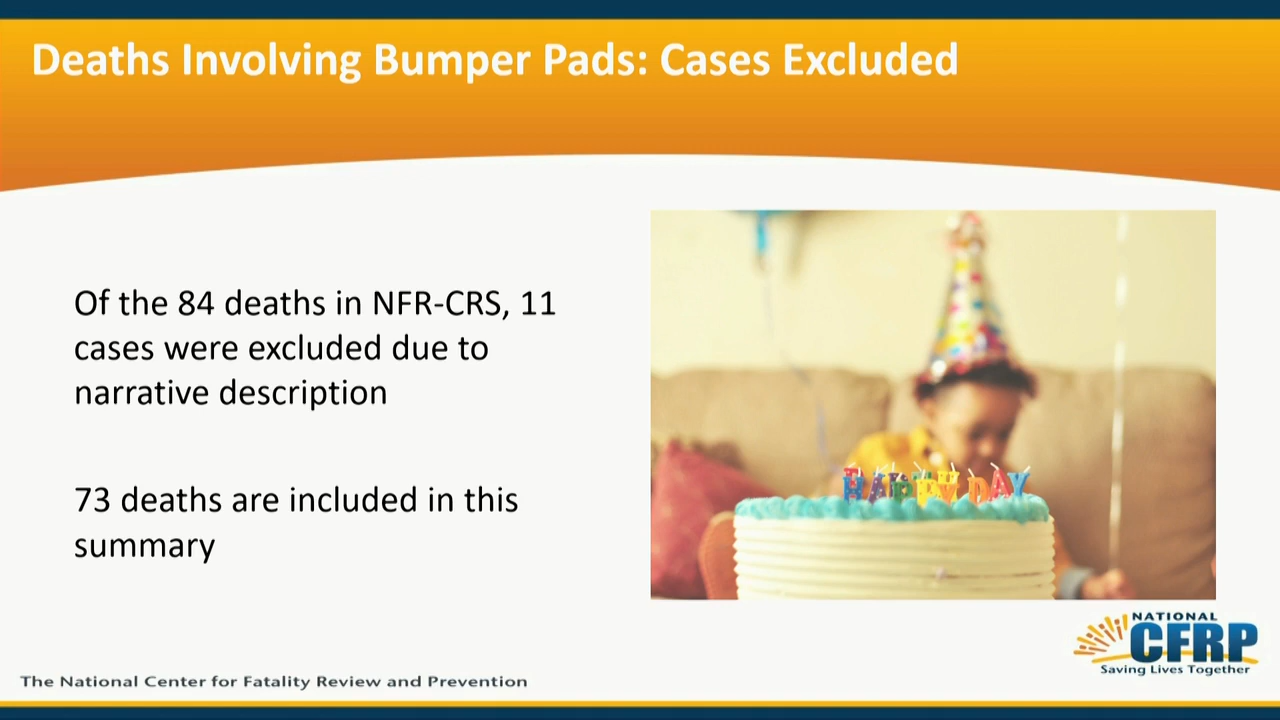 Deaths Involving Bumper Pads: Cases Excluded
Of the 84 deaths in NFR-CRS, 11
cases were excluded due to
narrative description
73 deaths are included in this
summary
HAPPY DAY
NATIONAL
CFRP
Saving Lives Together
The National Center for Fatality Review and Prevention